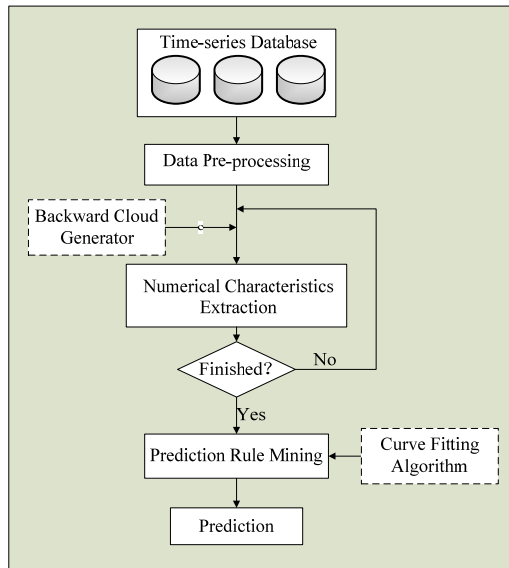 Time-series Database
Data Pre-processing
Backward Cloud
Generator
Numerical Characteristics
Extraction
Finished?
No
Yes
Prediction Rule Mining
Curve Fitting
Algorithm
Prediction